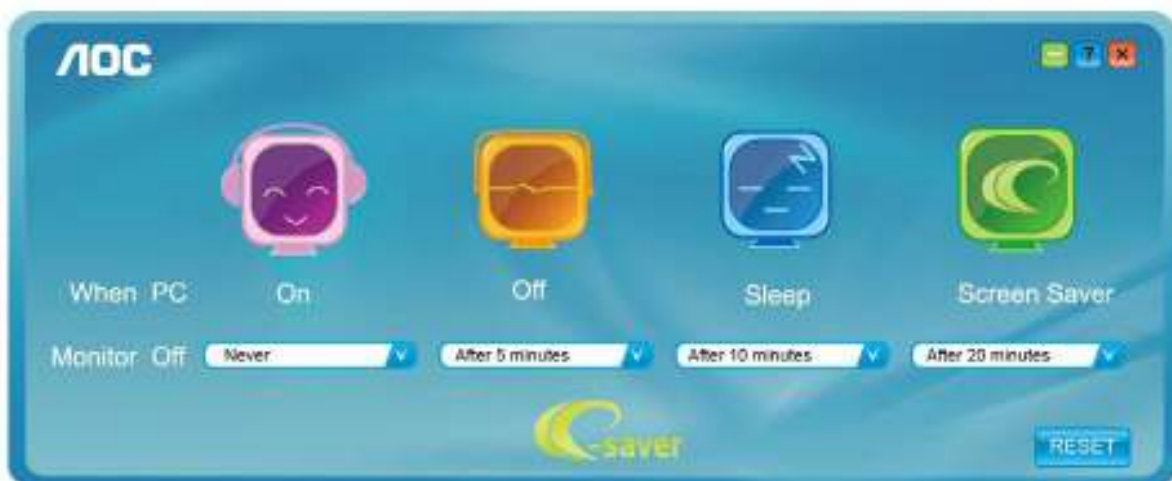 AOC
?
When PC On Off Sleep Screen Saver
Monitor Off Never After 5 minutes After 10 minutes After 20 minutes
e-saver
RESET